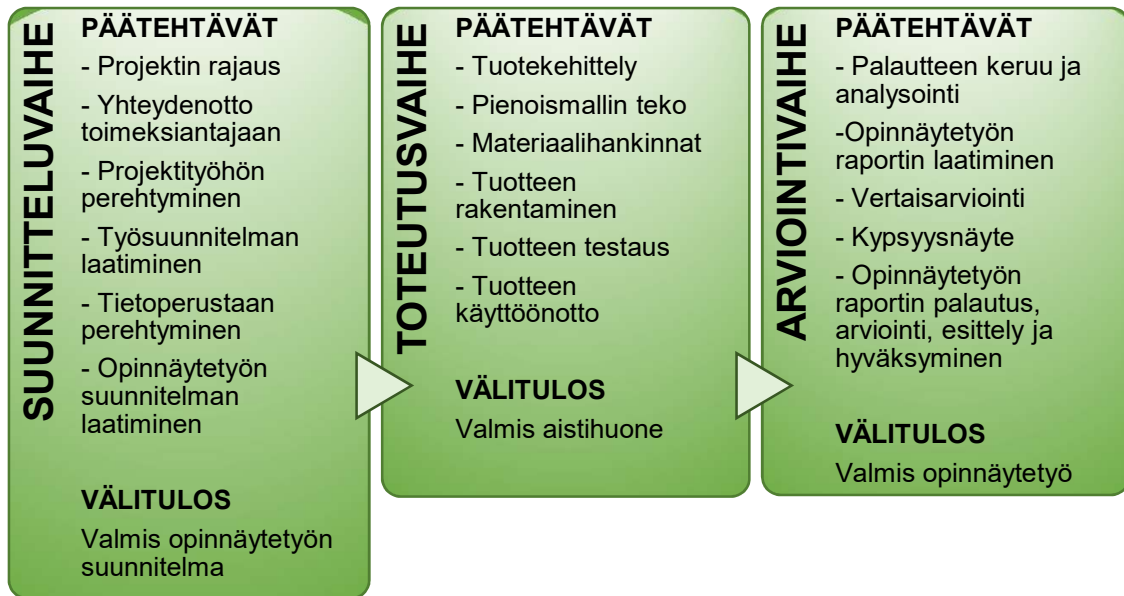 SUUNNITTELUVAIHE
PÄÄTEHTÄVÄT
- Projektin rajaus
- Yhteydenotto
toimeksiantajaan
- Projektityöhön
perehtyminen
- Työsuunnitelman
laatiminen
- Tietoperustaan
perehtyminen
- Opinnäytetyön
suunnitelman
laatiminen
VÄLITULOS
Valmis opinnäytetyön
suunnitelma
TOTEUTUSVAIHE
PÄÄTEHTÄVÄT
- Tuotekehittely
- Pienoismallin teko
- Materiaalihankinnat
- Tuotteen
rakentaminen
- Tuotteen testaus
- Tuotteen
käyttöönotto
VÄLITULOS
Valmis aistihuone
ARVIOINTIVAIHE
PÄÄTEHTÄVÄT
- Palautteen keruu ja
analysointi
-Opinnäytetyön
raportin laatiminen
- Vertaisarviointi
- Kypsyysnäyte
- Opinnäytetyön
raportin palautus,
arviointi, esittely ja
hyväksyminen
VÄLITULOS
Valmis opinnäytetyö